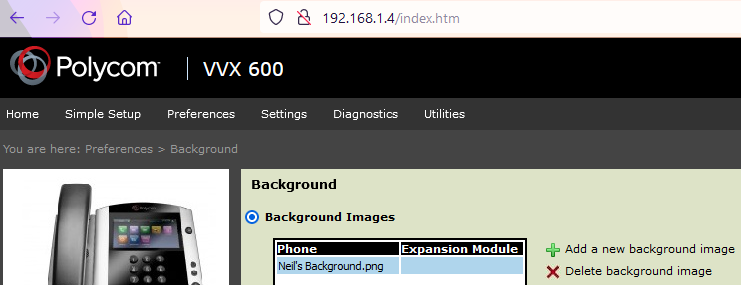 192.168.1.4/index.htm
Polycom VVX 600
Home Simple Setup Preferences Settings Diagnostics Utilities
You are here: Preferences > Background
Background
Background Images
Phone Expansion Module
Neil's Background.png
Add a new background image
Delete background image